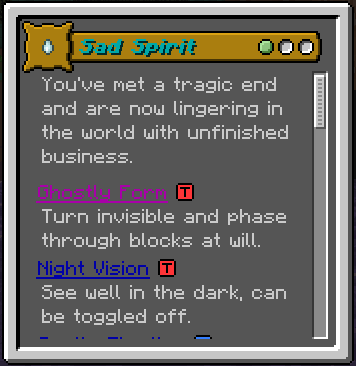 Sad Spirit
You've met a tragic end
and are now lingering in
the world with unfinished
business.
Ghostly Form T
Turn invisible and phase
through blocks at will.
Night Vision T
See well in the dark, can
be toggled off.